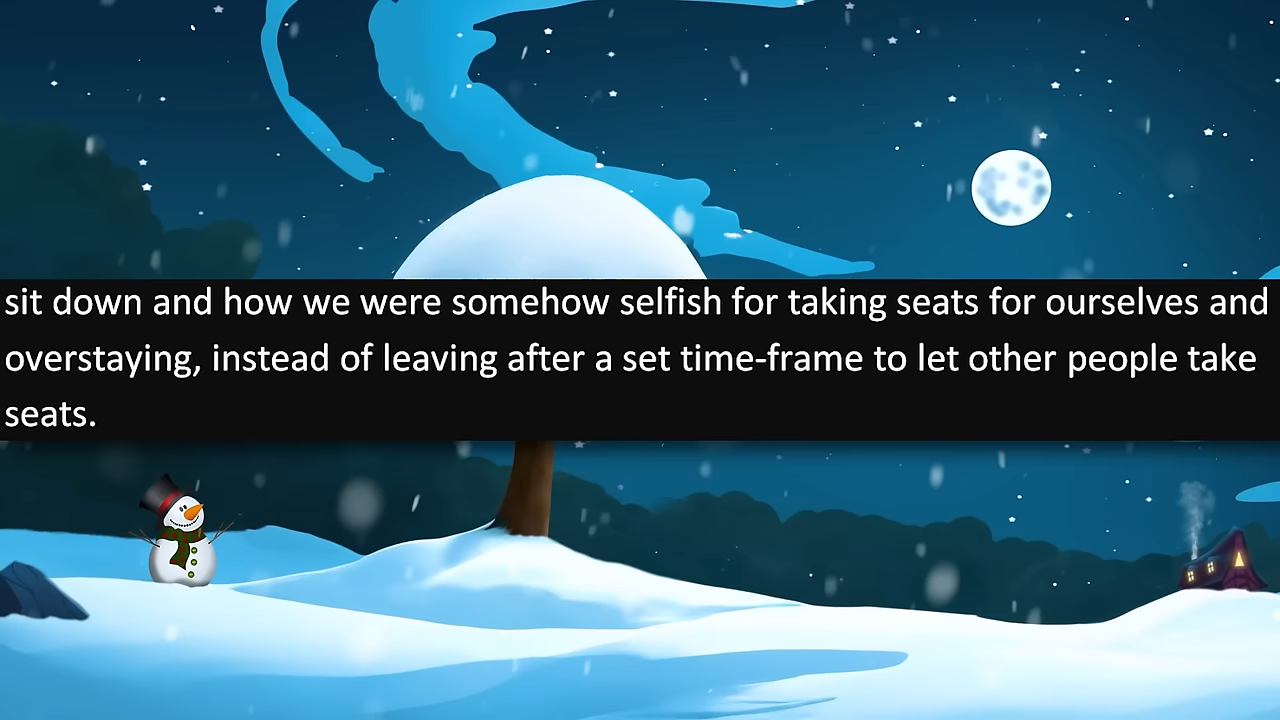 sit down and how we were somehow selfish for taking seats for ourselves and
overstaying, instead of leaving after a set time-frame to let other people take
seats.